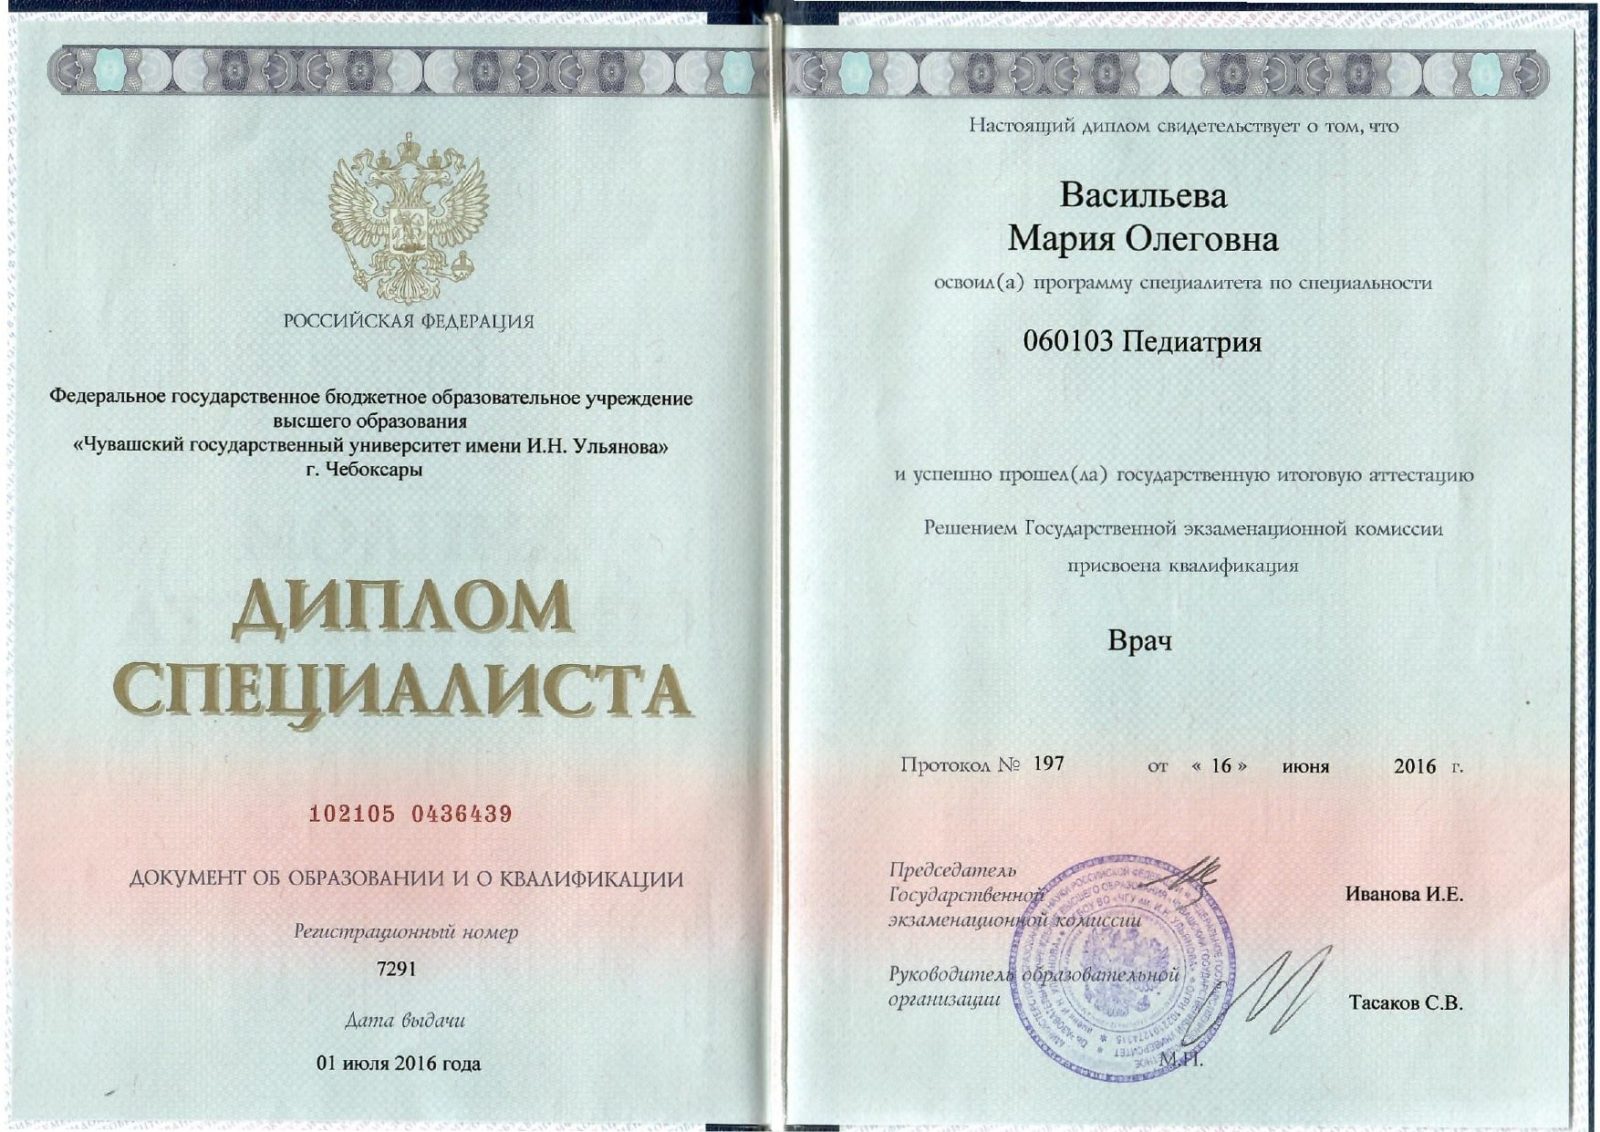 РОССИЙСКАЯ ФЕДЕРАЦИЯ
Федеральное государственное бюджетное образовательное учреждение
высшего образования
«Чувашский государственный университет имени И.Н. Ульянова»
г. Чебоксары
ДИПЛОМ
СПЕЦИАЛИСТА
102105 0436439
ДОКУМЕНТ ОБ ОБРАЗОВАНИИ И О КВАЛИФИКАЦИИ
Регистрационный номер
7291
Дата выдачи
01 июля 2016 года
Настоящий диплом свидетельствует о том, что
Васильева
Мария Олеговна
освоил(а) программу специалитета по специальности
060103 Педиатрия
и успешно прошел(ла) государственную итоговую аттестацию
Решением Государственной экзаменационной комиссии
присвоена квалификация
Врач
Протокол № 197 от « 16 » июня 2016 г.
Председатель
Государственной
экзаменационной комиссии
Иванова И.Е.
Руководитель образовательной
организации
Тасаков С.В.
М.П.